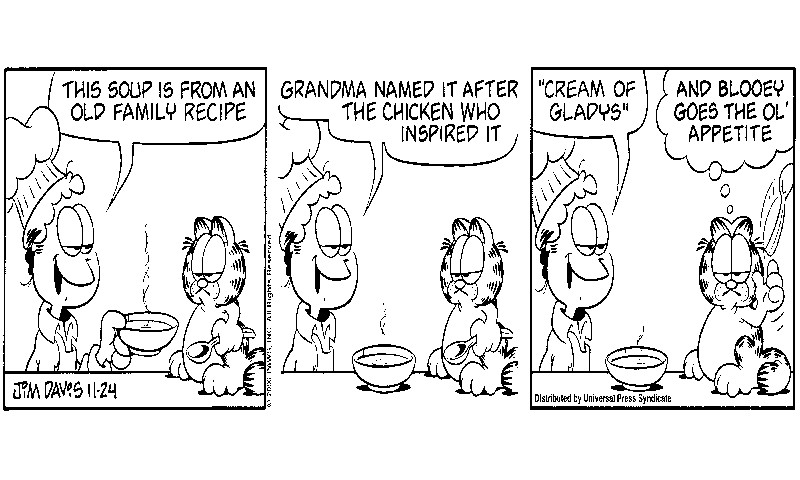 THIS SOUP IS FROM AN
OLD FAMILY RECIPE
JIM DAVIS 11-24
GRANDMA NAMED IT AFTER
THE CHICKEN WHO
INSPIRED IT
"CREAM OF
GLADYS"
AND BLOOEY
GOES THE OL'
APPETITE
Distributed by Universal Press Syndicate